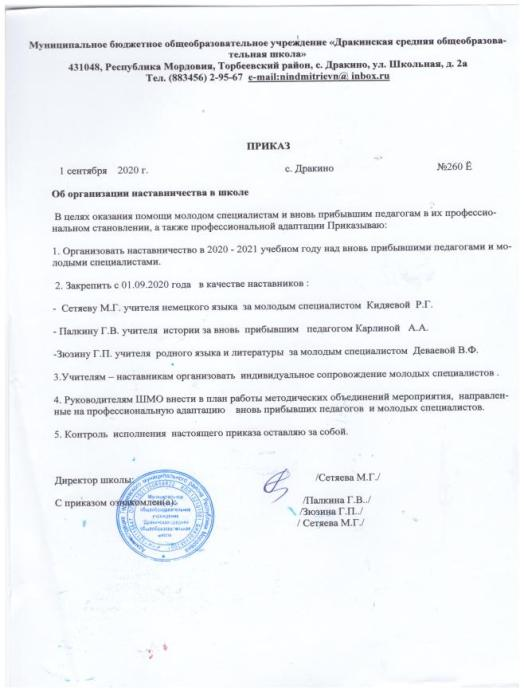 Муниципальное бюджетное общеобразовательное учреждение «Дракинская средняя общеобразова-
тельная школа»
431048, Республика Мордовия, Торбеевский район, с. Дракино, ул. Школьная, д. 2а
Тел. (883456) 2-95-67 e-mail:nindmitrievn@ inbox.ru
ПРИКАЗ
1 сентября 2020 г. с. Дракино №260 Ё
Об организации наставничества в школе
В целях оказания помощи молодом специалистам и вновь прибывшим педагогам в их профессио-
нальном становлении, а также профессиональной адаптации Приказываю:
1. Организовать наставничество в 2020 - 2021 учебном году над вновь прибывшими педагогами и мо-
лодыми специалистами.
2. Закрепить с 01.09.2020 года в качестве наставников :
- Сетяеву М.Г. учителя немецкого языка за молодым специалистом Кидяевой Р.Г.
- Палкину Г.В. учителя истории за вновь прибывшим педагогом Карлиной А.А.
-Зюзину Г.П. учителя родного языка и литературы за молодым специалистом Деваевой В.Ф.
3.Учителям – наставникам организовать индивидуальное сопровождение молодых специалистов .
4. Руководителям ШМО внести в план работы методических объединений мероприятия, направлен-
ные на профессиональную адаптацию вновь прибывших педагогов и молодых специалистов.
5. Контроль исполнения настоящего приказа оставляю за собой.
Директор школы: /Сетяева М.Г./
С приказом ознакомлен(а): /Палкина Г.В../
/Зюзина Г.П../
/ Сетяева М.Г./
Муниципальное
общеобразовательное
учреждение
общеобразовательная
школа